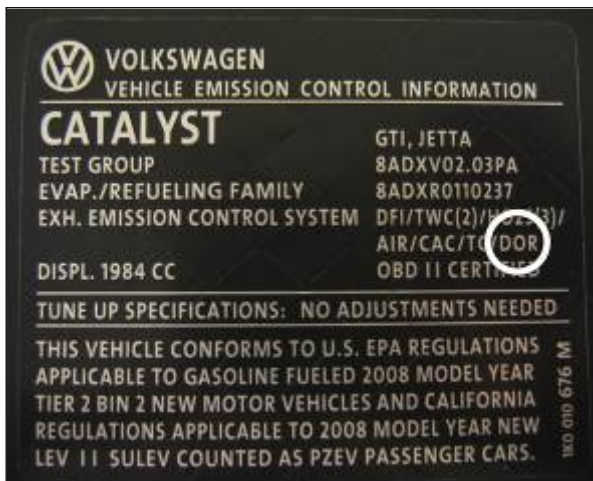 VOLKSWAGEN
VEHICLE EMISSION CONTROL INFORMATION
CATALYST
GTI, JETTA
TEST GROUP 8ADXV02.03PA
EVAP./REFUELING FAMILY 8ADXR0110237
EXH. EMISSION CONTROL SYSTEM DFI/TWC(2)/HO2S(3)/
AIR/CAC/TC/DOR
DISPL. 1984 CC OBD II CERTIFIED
TUNE UP SPECIFICATIONS: NO ADJUSTMENTS NEEDED
THIS VEHICLE CONFORMS TO U.S. EPA REGULATIONS
APPLICABLE TO GASOLINE FUELED 2008 MODEL YEAR
TIER 2 BIN 2 NEW MOTOR VEHICLES AND CALIFORNIA
REGULATIONS APPLICABLE TO 2008 MODEL YEAR NEW
LEV II SULEV COUNTED AS PZEV PASSENGER CARS.
1K0 010 676 M